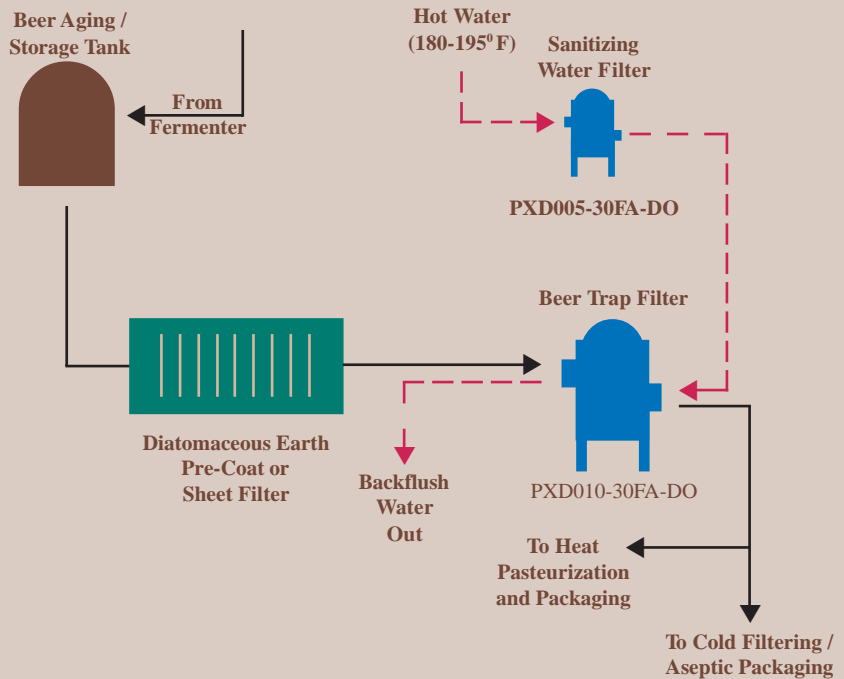 Beer Aging /
Storage Tank
From
Fermenter
Hot Water
(180-195⁰ F)
Sanitizing
Water Filter
PXD005-30FA-DO
Beer Trap Filter
PXD010-30FA-DO
Diatomaceous Earth
Pre-Coat or
Sheet Filter
Backflush
Water
Out
To Heat
Pasteurization
and Packaging
To Cold Filtering /
Aseptic Packaging